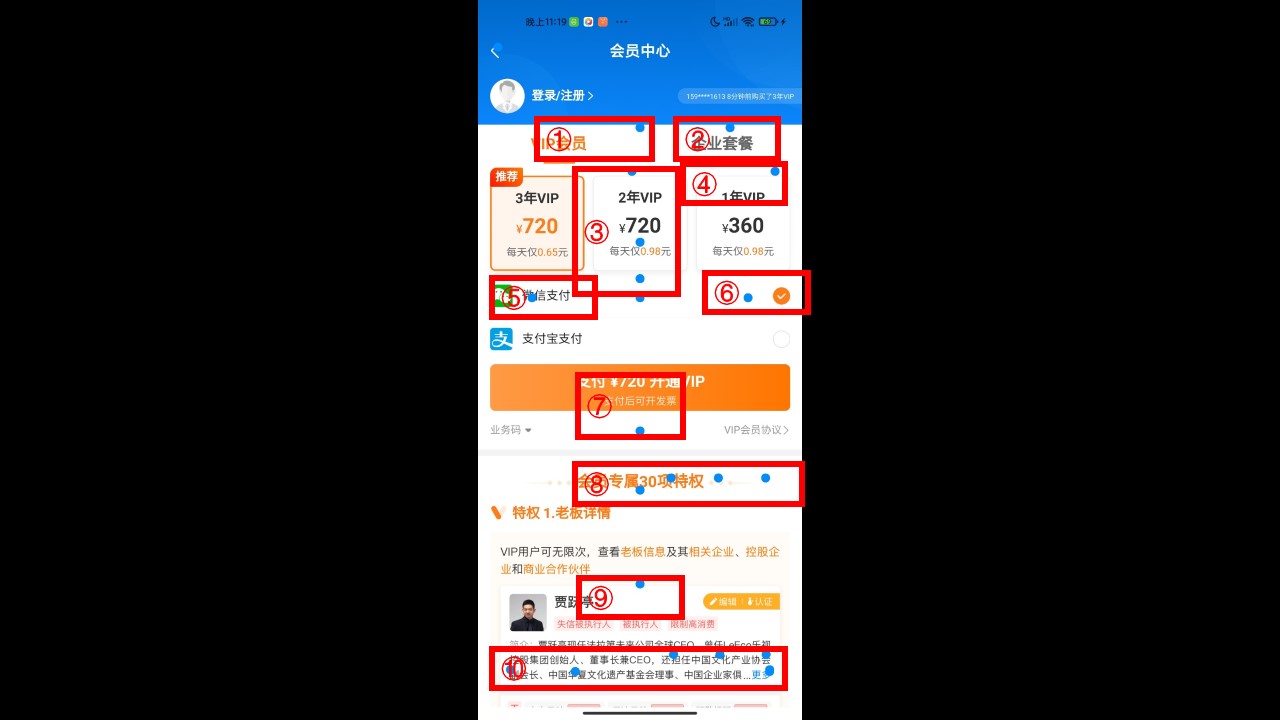 晚上11:19 ··· 69
会员中心
登录/注册
159****1613 8分钟前购买了3年VIP
① VIP会员 ② 企业套餐
推荐 ④
3年VIP 2年VIP 1年VIP
¥720 ③ ¥720 ¥360
每天仅0.65元 每天仅0.98元 每天仅0.98元
⑤ 微信支付 ⑥
支 支付宝支付
支付 ¥720 开通VIP
⑦ 支付后可开发票
业务码 VIP会员协议
⑧ 会员专属30项特权
特权 1.老板详情
VIP用户可无限次，查看老板信息及其相关企业、控股企
业和商业合作伙伴
⑨
贾跃亭 编辑 认证
失信被执行人 被执行人 限制高消费
简介：贾跃亭现任法拉第未来公司全球CEO，曾任LeEco乐视
控股集团创始人、董事长兼CEO，还担任中国文化产业协会
⑩ 会长、中国华夏文化遗产基金会理事、中国企业家俱...更多